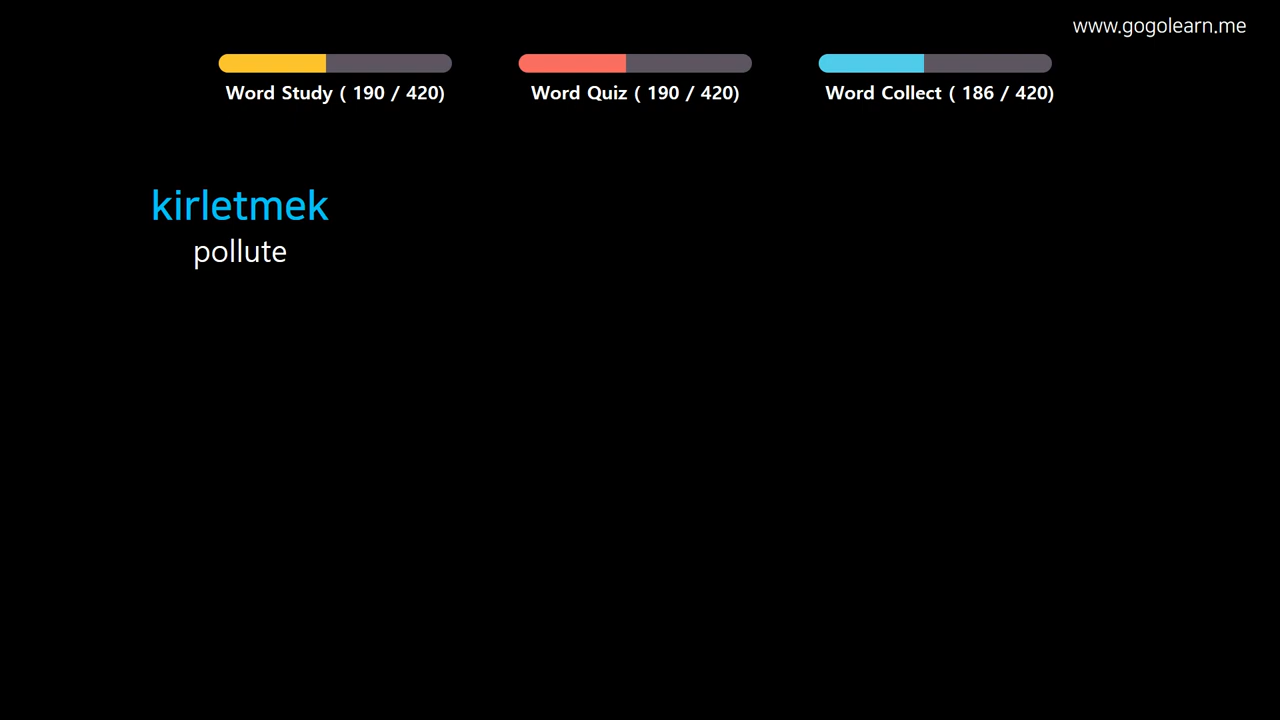 www.gogolearn.me
Word Study ( 190 / 420)
Word Quiz ( 190 / 420)
Word Collect ( 186 / 420)
kirletmek
pollute